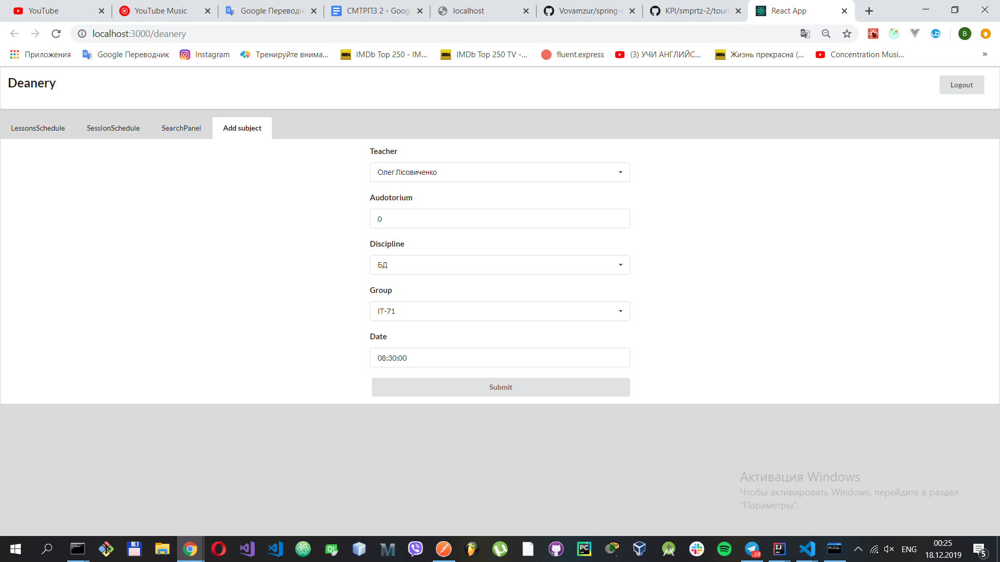 YouTube
YouTube Music
Google Переводч
СМТРПЗ 2 - Goog
localhost
Vovamzur/spring-r
KPI/smprtz-2/touri
React App
localhost:3000/deanery
B
Приложения
Google Переводчик
Instagram
Тренируйте внима...
IMDb Top 250 - IM...
IMDb Top 250 TV -...
fluent.express
(3) УЧИ АНГЛИЙС...
Жизнь прекрасна (...
Concentration Musi...
»
Deanery
Logout
LessonsSchedule
SessionSchedule
SearchPanel
Add subject
Teacher
Олег Лісовиченко
Audotorium
0
Discipline
БД
Group
ІТ-71
Date
08:30:00
Submit
Активация Windows
Чтобы активировать Windows, перейдите в раздел
"Параметры".
ENG
00:25
18.12.2019
5